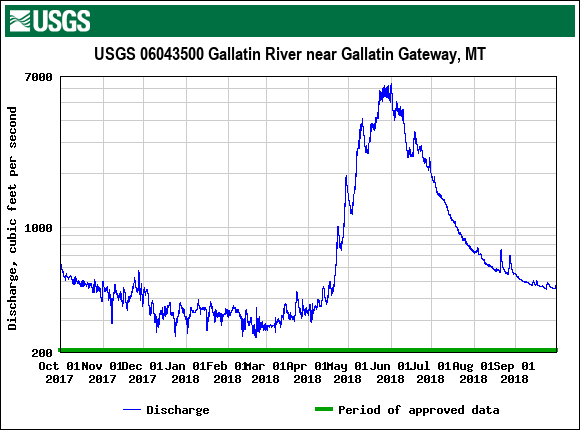 USGS
USGS 06043500 Gallatin River near Gallatin Gateway, MT
Discharge, cubic feet per second
7000
1000
200
Oct 01 Nov 01 Dec 01 Jan 01 Feb 01 Mar 01 Apr 01 May 01 Jun 01 Jul 01 Aug 01 Sep 01
2017 2017 2017 2018 2018 2018 2018 2018 2018 2018 2018 2018
Discharge
Period of approved data